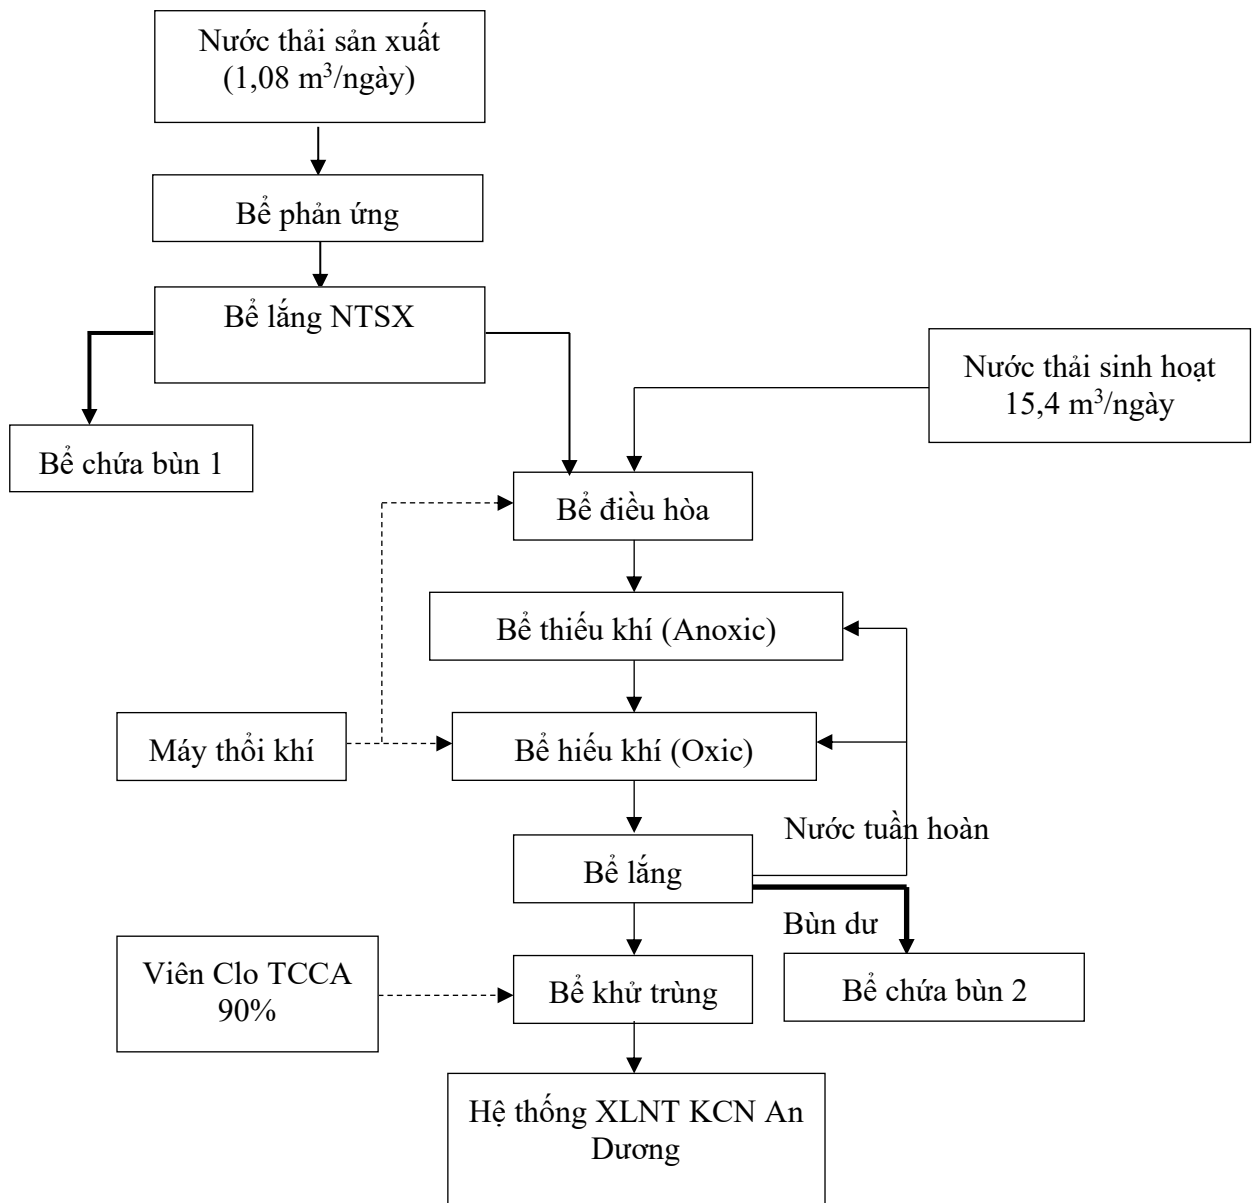 Nước thải sản xuất
(1,08 m³/ngày)
Bể phản ứng
Bể lắng NTSX
Nước thải sinh hoạt
15,4 m³/ngày
Bể chứa bùn 1
Bể điều hòa
Bể thiếu khí (Anoxic)
Máy thổi khí
Bể hiếu khí (Oxic)
Nước tuần hoàn
Bể lắng
Bùn dư
Viên Clo TCCA
90%
Bể khử trùng
Bể chứa bùn 2
Hệ thống XLNT KCN An
Dương